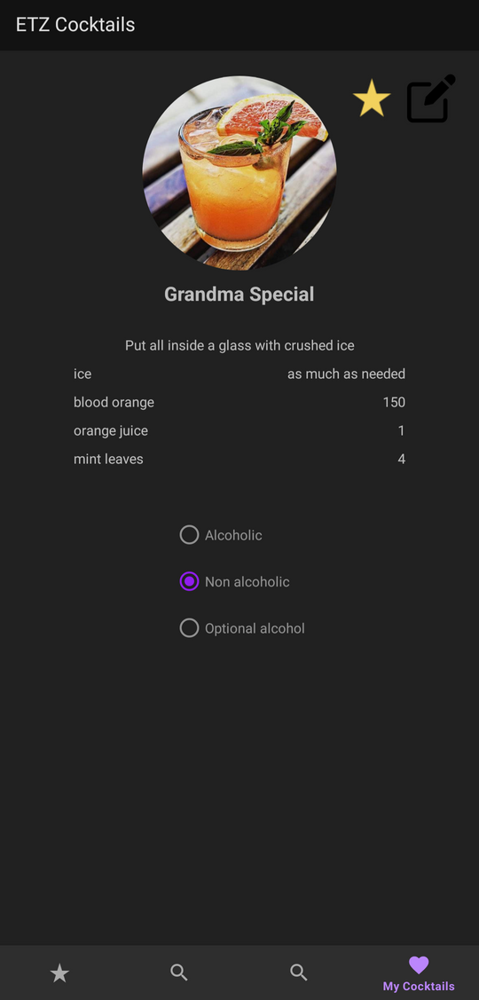 ETZ Cocktails
Grandma Special
Put all inside a glass with crushed ice
ice as much as needed
blood orange 150
orange juice 1
mint leaves 4
Alcoholic
Non alcoholic
Optional alcohol
My Cocktails